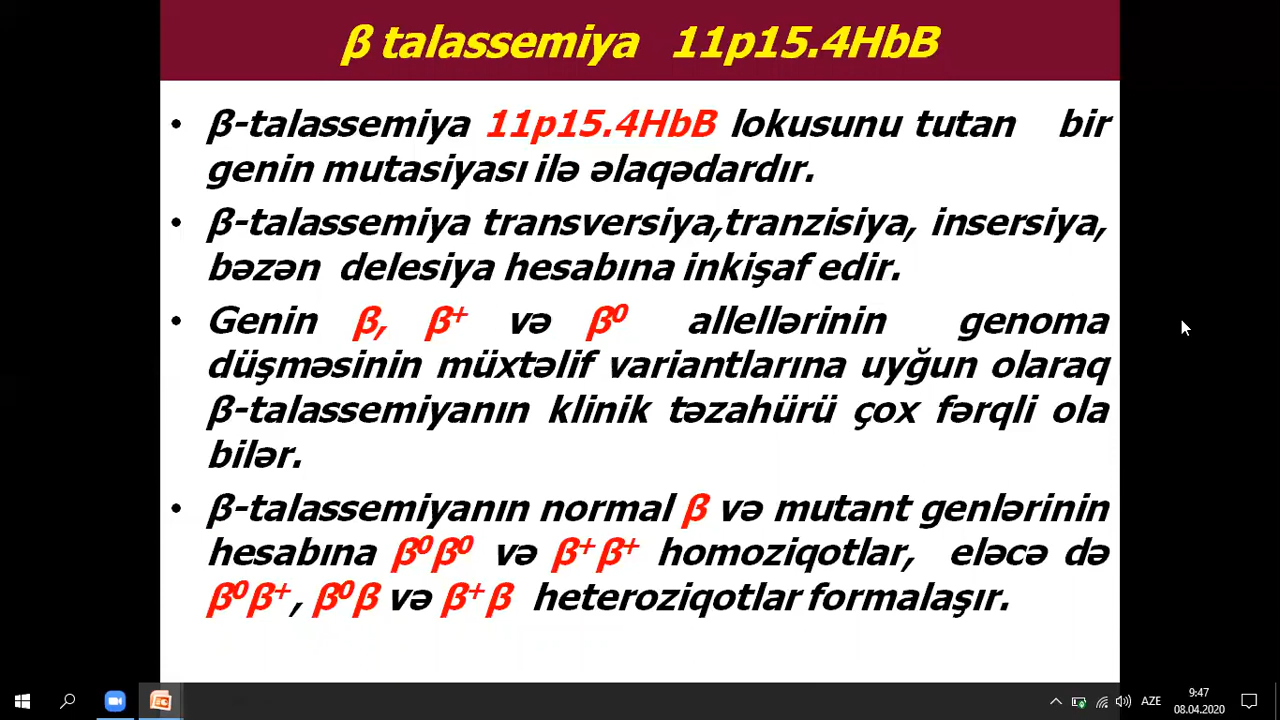 β talassemiya 11p15.4HbB
• β-talassemiya 11p15.4HbB lokusunu tutan bir
genin mutasiyası ilə əlaqədardır.
• β-talassemiya transversiya,tranzisiya, insersiya,
bəzən delesiya hesabına inkişaf edir.
• Genin β, β⁺ və β⁰ allellərinin genoma
düşməsinin müxtəlif variantlarına uyğun olaraq
β-talassemiyanın klinik təzahürü çox fərqli ola
bilər.
• β-talassemiyanın normal β və mutant genlərinin
hesabına β⁰β⁰ və β⁺β⁺ homoziqotlar, eləcə də
β⁰β⁺, β⁰β və β⁺β heteroziqotlar formalaşır.
AZE
9:47
08.04.2020